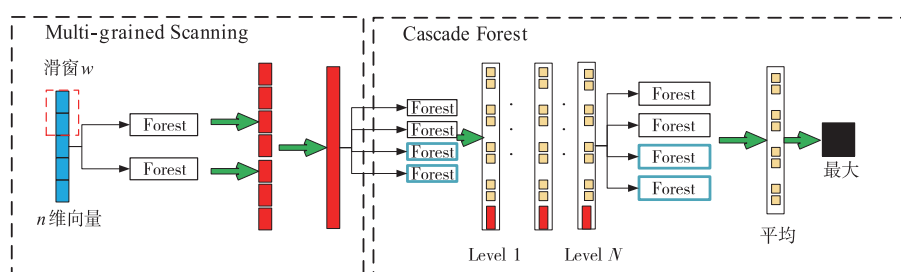 Multi-grained Scanning
滑窗w
Forest
Forest
n维向量
Cascade Forest
Forest
Forest
Forest
Forest
Level 1
Level N
Forest
Forest
Forest
Forest
平均
最大